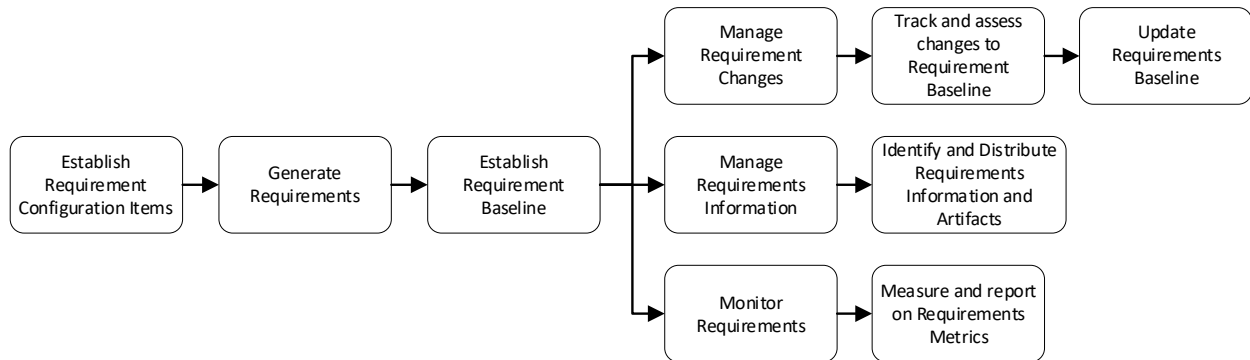 Establish
Requirement
Configuration Items
Generate
Requirements
Establish
Requirement
Baseline
Manage
Requirement
Changes
Track and assess
changes to
Requirement
Baseline
Update
Requirements
Baseline
Manage
Requirements
Information
Identify and Distribute
Requirements
Information and
Artifacts
Monitor
Requirements
Measure and report
on Requirements
Metrics